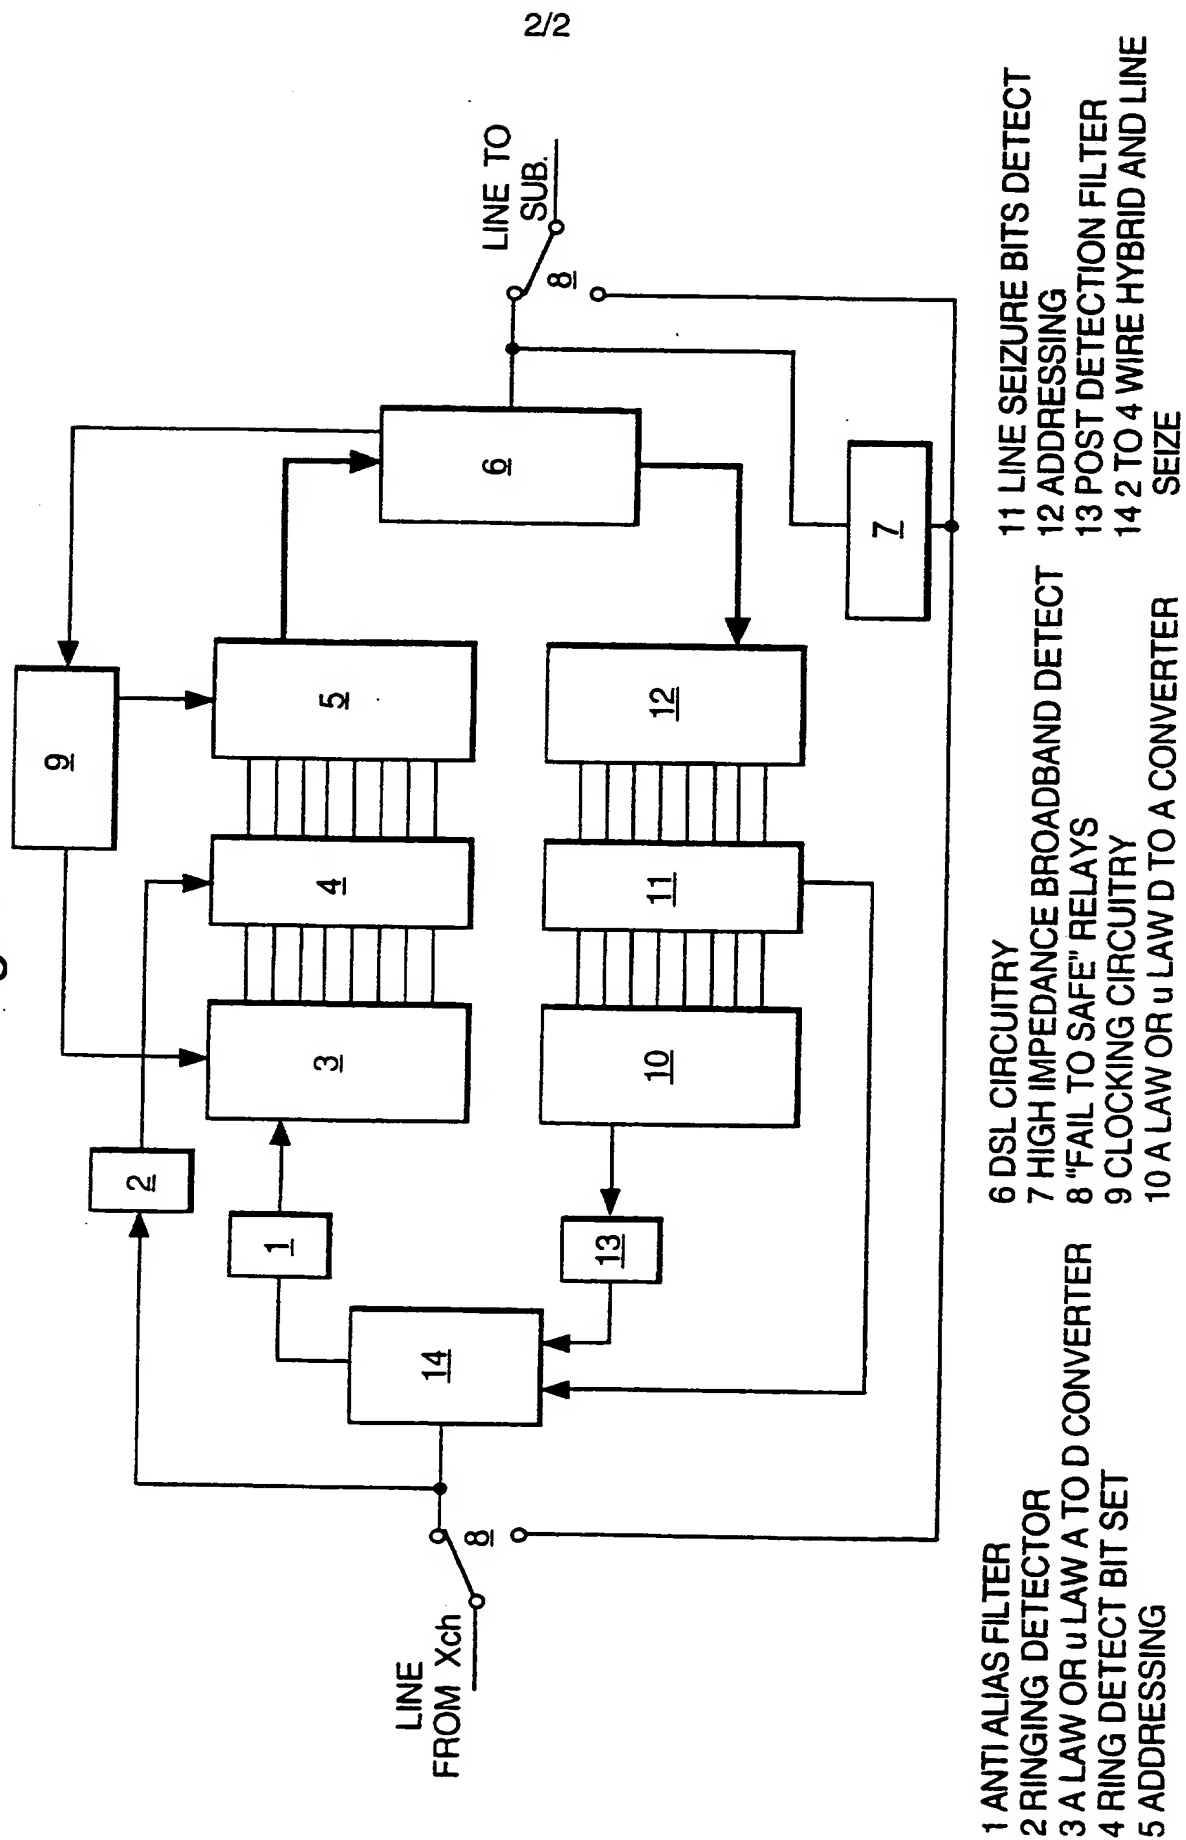 2/2
LINE
FROM Xch
LINE TO
SUB.
8
8
14
1
2
3
4
5
9
6
7
13
10
11
12
1 ANTI ALIAS FILTER
2 RINGING DETECTOR
3 A LAW OR u LAW A TO D CONVERTER
4 RING DETECT BIT SET
5 ADDRESSING
6 DSL CIRCUITRY
7 HIGH IMPEDANCE BROADBAND DETECT
8 "FAIL TO SAFE" RELAYS
9 CLOCKING CIRCUITRY
10 A LAW OR u LAW D TO A CONVERTER
11 LINE SEIZURE BITS DETECT
12 ADDRESSING
13 POST DETECTION FILTER
14 2 TO 4 WIRE HYBRID AND LINE
SEIZE